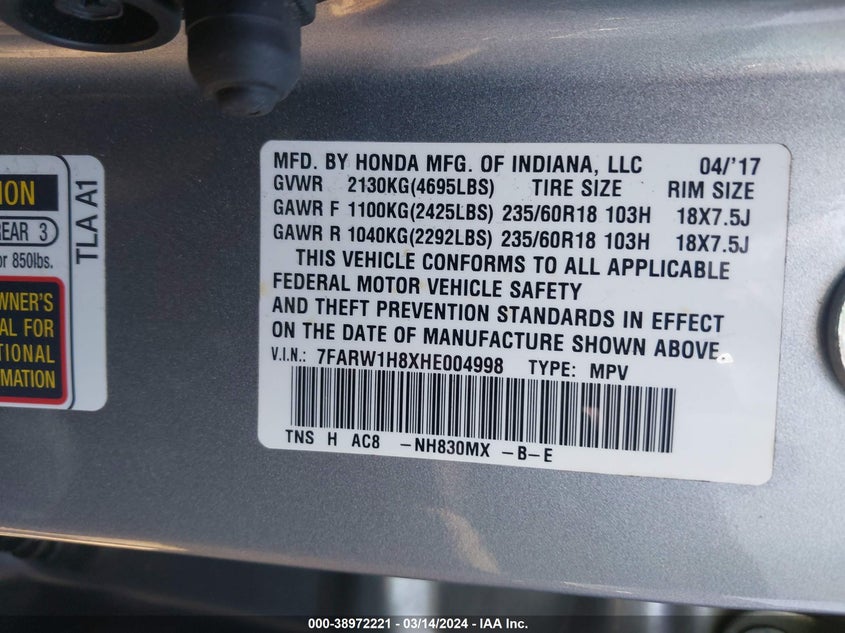 ION
REAR 3
or 850lbs.
WNER'S
AL FOR
TIONAL
RMATION
TLA A1
MFD. BY HONDA MFG. OF INDIANA, LLC 04/'17
GVWR 2130KG(4695LBS) TIRE SIZE RIM SIZE
GAWR F 1100KG(2425LBS) 235/60R18 103H 18X7.5J
GAWR R 1040KG(2292LBS) 235/60R18 103H 18X7.5J
THIS VEHICLE CONFORMS TO ALL APPLICABLE
FEDERAL MOTOR VEHICLE SAFETY
AND THEFT PREVENTION STANDARDS IN EFFECT
ON THE DATE OF MANUFACTURE SHOWN ABOVE.
V.I.N.: 7FARW1H8XHE004998 TYPE: MPV
TNS H AC8 -NH830MX -B-E
000-38972221 - 03/14/2024 - IAA Inc.